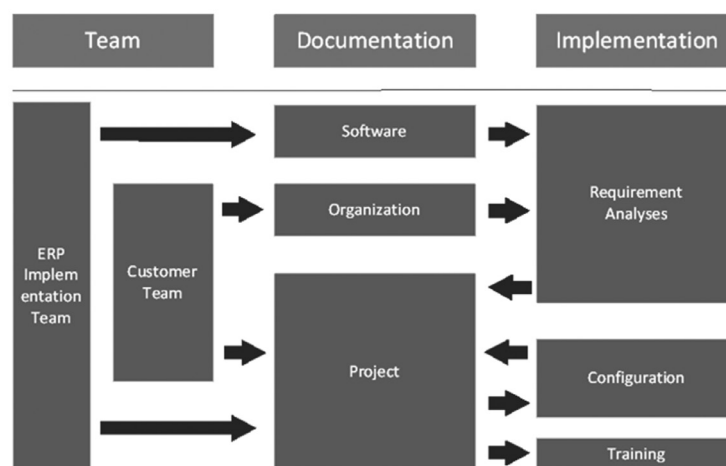 Team
Documentation
Implementation
Software
Requirement
Analyses
Organization
ERP
Implem
entation
Team
Customer
Team
Project
Configuration
Training